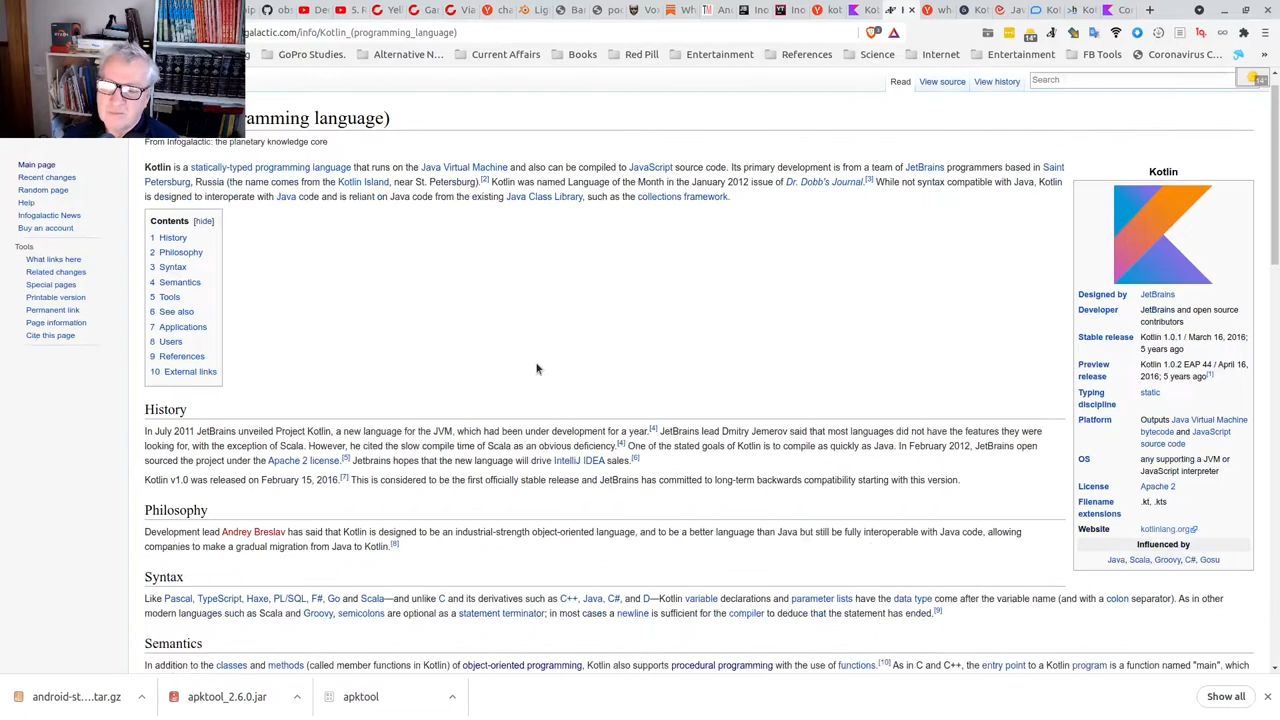 galactic.com/info/Kotlin_(programming_language)
GoPro Studies. Alternative N... Current Affairs Books Red Pill Entertainment References Science Internet Entertainment FB Tools Coronavirus C...
Read View source View history Search
ramming language)
From Infogalactic: the planetary knowledge core
Main page
Recent changes
Random page
Help
Infogalactic News
Buy an account
Tools
What links here
Related changes
Special pages
Printable version
Permanent link
Page information
Cite this page
Kotlin is a statically-typed programming language that runs on the Java Virtual Machine and also can be compiled to JavaScript source code. Its primary development is from a team of JetBrains programmers based in Saint
Petersburg, Russia (the name comes from the Kotlin Island, near St. Petersburg).[2] Kotlin was named Language of the Month in the January 2012 issue of Dr. Dobb's Journal.[3] While not syntax compatible with Java, Kotlin
is designed to interoperate with Java code and is reliant on Java code from the existing Java Class Library, such as the collections framework.
Contents [hide]
1 History
2 Philosophy
3 Syntax
4 Semantics
5 Tools
6 See also
7 Applications
8 Users
9 References
10 External links
Kotlin
Designed by JetBrains
Developer JetBrains and open source
contributors
Stable release Kotlin 1.0.1 / March 16, 2016;
5 years ago
Preview Kotlin 1.0.2 EAP 44 / April 16,
release 2016; 5 years ago[1]
Typing static
discipline
Platform Outputs Java Virtual Machine
bytecode and JavaScript
source code
OS any supporting a JVM or
JavaScript interpreter
License Apache 2
Filename .kt, .kts
extensions
Website kotlinlang.org
Influenced by
Java, Scala, Groovy, C#, Gosu
History
In July 2011 JetBrains unveiled Project Kotlin, a new language for the JVM, which had been under development for a year.[4] JetBrains lead Dmitry Jemerov said that most languages did not have the features they were
looking for, with the exception of Scala. However, he cited the slow compile time of Scala as an obvious deficiency.[4] One of the stated goals of Kotlin is to compile as quickly as Java. In February 2012, JetBrains open
sourced the project under the Apache 2 license.[5] Jetbrains hopes that the new language will drive IntelliJ IDEA sales.[6]
Kotlin v1.0 was released on February 15, 2016.[7] This is considered to be the first officially stable release and JetBrains has committed to long-term backwards compatibility starting with this version.
Philosophy
Development lead Andrey Breslav has said that Kotlin is designed to be an industrial-strength object-oriented language, and to be a better language than Java but still be fully interoperable with Java code, allowing
companies to make a gradual migration from Java to Kotlin.[8]
Syntax
Like Pascal, TypeScript, Haxe, PL/SQL, F#, Go and Scala—and unlike C and its derivatives such as C++, Java, C#, and D—Kotlin variable declarations and parameter lists have the data type come after the variable name (and with a colon separator). As in other
modern languages such as Scala and Groovy, semicolons are optional as a statement terminator; in most cases a newline is sufficient for the compiler to deduce that the statement has ended.[9]
Semantics
In addition to the classes and methods (called member functions in Kotlin) of object-oriented programming, Kotlin also supports procedural programming with the use of functions.[10] As in C and C++, the entry point to a Kotlin program is a function named "main", which
android-st....tar.gz apktool_2.6.0.jar apktool Show all